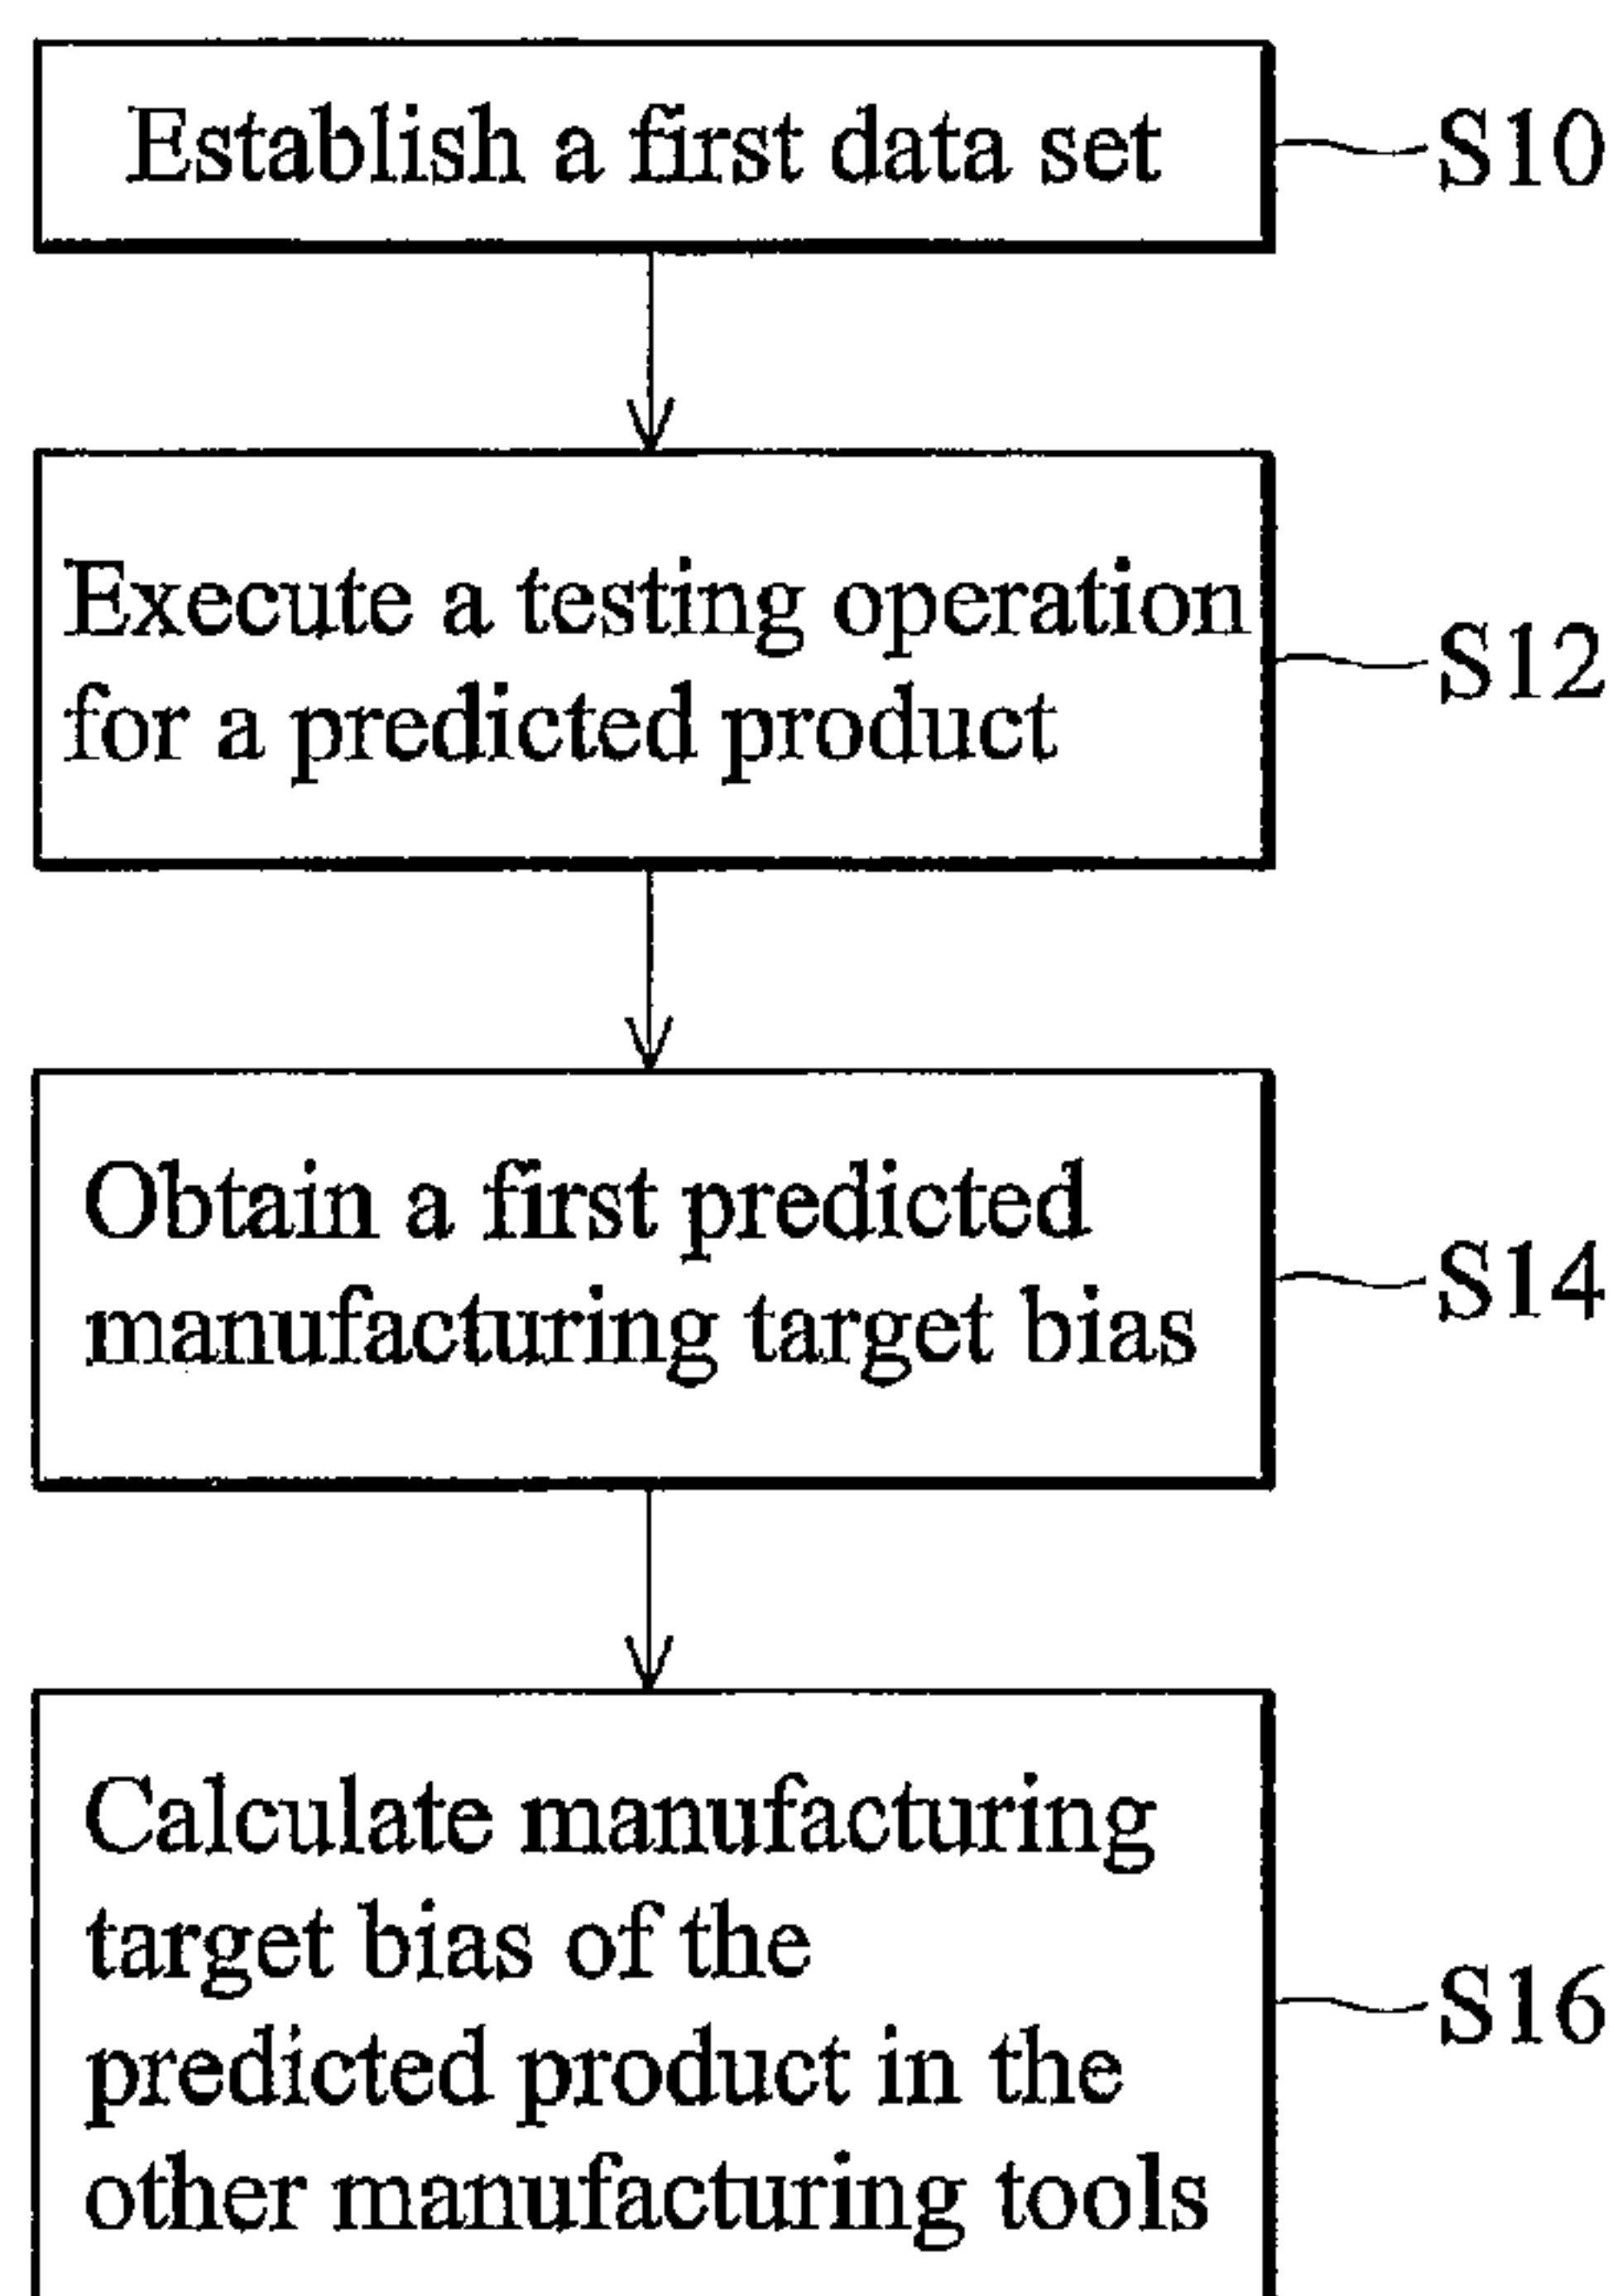 Establish a first data set
S10
Execute a testing operation
for a predicted product
S12
Obtain a first predicted
manufacturing target bias
S14
Calculate manufacturing
target bias of the
predicted product in the
other manufacturing tools
S16